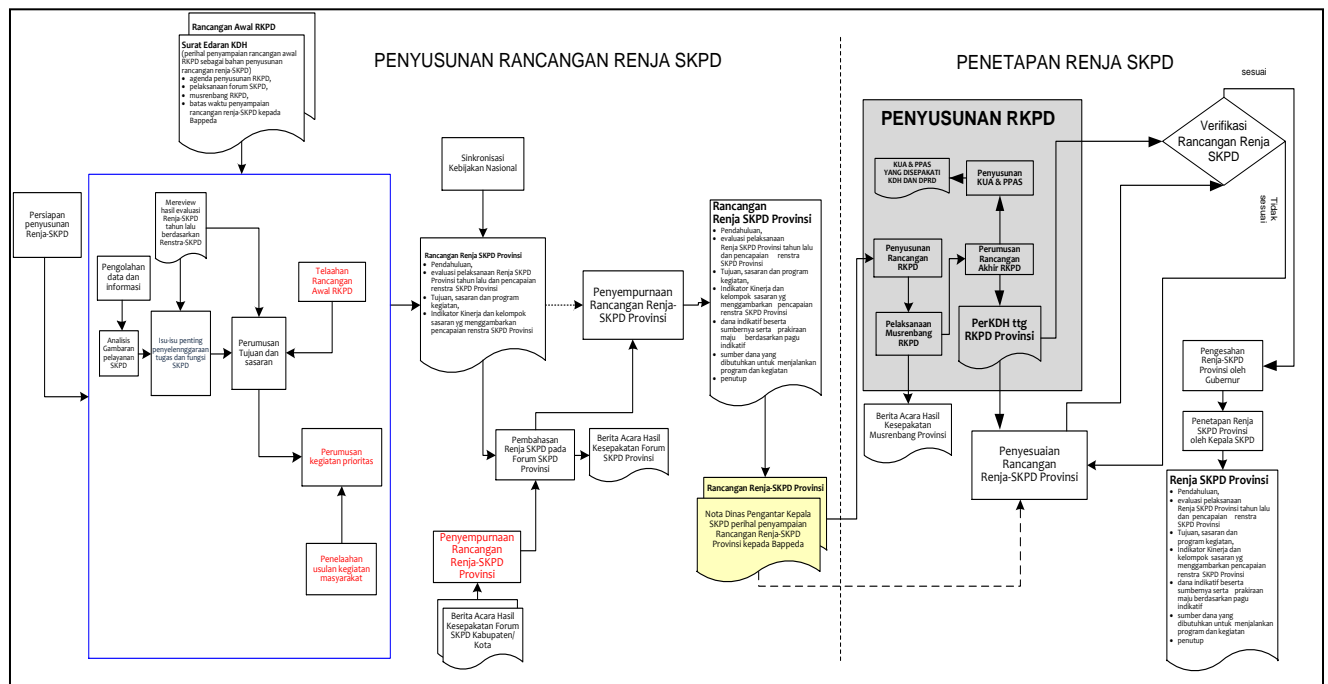 Rancangan Awal RKPD
Surat Edaran KDH
(perihal penyampaian rancangan awal
RKPD sebagai bahan penyusunan
rancangan renja-SKPD)
• agenda penyusunan RKPD,
• pelaksanaan forum SKPD,
• musrenbang RKPD,
• batas waktu penyampaian
rancangan renja-SKPD kepada
Bappeda
PENYUSUNAN RANCANGAN RENJA SKPD
PENETAPAN RENJA SKPD
Persiapan
penyusunan
Renja-SKPD
Mereview
hasil evaluasi
Renja-SKPD
tahun lalu
berdasarkan
Renstra-SKPD
Pengolahan
data dan
informasi
Telaahan
Rancangan
Awal RKPD
Analisis
Gambaran
pelayanan
SKPD
Isu-isu penting
penyelenggaraan
tugas dan fungsi
SKPD
Perumusan
Tujuan dan
sasaran
Perumusan
kegiatan prioritas
Penelaahan
usulan kegiatan
masyarakat
Sinkronisasi
Kebijakan Nasional
Rancangan Renja SKPD Provinsi
• Pendahuluan,
• evaluasi pelaksanaan Renja SKPD
Provinsi tahun lalu dan pencapaian
renstra SKPD Provinsi
• Tujuan, sasaran dan program
kegiatan,
• Indikator Kinerja dan kelompok
sasaran yg menggambarkan
pencapaian renstra SKPD Provinsi
Penyempurnaan
Rancangan Renja-
SKPD Provinsi
Pembahasan
Renja SKPD pada
Forum SKPD
Provinsi
Berita Acara Hasil
Kesepakatan Forum
SKPD Provinsi
Penyempurnaan
Rancangan
Renja-SKPD
Provinsi
Berita Acara Hasil
Kesepakatan Forum
SKPD Kabupaten/
Kota
Rancangan
Renja SKPD Provinsi
• Pendahuluan,
• evaluasi pelaksanaan
Renja SKPD Provinsi tahun lalu
dan pencapaian renstra
SKPD Provinsi
• Tujuan, sasaran dan program
kegiatan,
• Indikator Kinerja dan
kelompok sasaran yg
menggambarkan pencapaian
renstra SKPD Provinsi
• dana indikatif beserta
sumbernya serta prakiraan
maju berdasarkan pagu
indikatif
• sumber dana yang
dibutuhkan untuk menjalankan
program dan kegiatan
• penutup
Rancangan Renja-SKPD Provinsi
Nota Dinas Pengantar Kepala
SKPD perihal penyampaian
Rancangan Renja-SKPD
Provinsi kepada Bappeda
PENYUSUNAN RKPD
KUA & PPAS
YANG DISEPAKATI
KDH DAN DPRD
Penyusunan
KUA & PPAS
Penyusunan
Rancangan
RKPD
Perumusan
Rancangan
Akhir RKPD
Pelaksanaan
Musrenbang
RKPD
PerKDH ttg
RKPD Provinsi
Berita Acara Hasil
Kesepakatan
Musrenbang Provinsi
Penyesuaian
Rancangan
Renja-SKPD Provinsi
sesuai
Verifikasi
Rancangan Renja
SKPD
Tidak
sesuai
Pengesahan
Renja-SKPD
Provinsi oleh
Gubernur
Penetapan Renja
SKPD Provinsi
oleh Kepala SKPD
Renja SKPD Provinsi
• Pendahuluan,
• evaluasi pelaksanaan
Renja SKPD Provinsi tahun lalu
dan pencapaian renstra
SKPD Provinsi
• Tujuan, sasaran dan
program kegiatan,
• Indikator Kinerja dan
kelompok sasaran yg
menggambarkan pencapaian
renstra SKPD Provinsi
• dana indikatif beserta
sumbernya serta prakiraan
maju berdasarkan pagu
indikatif
• sumber dana yang
dibutuhkan untuk menjalankan
program dan kegiatan
• penutup